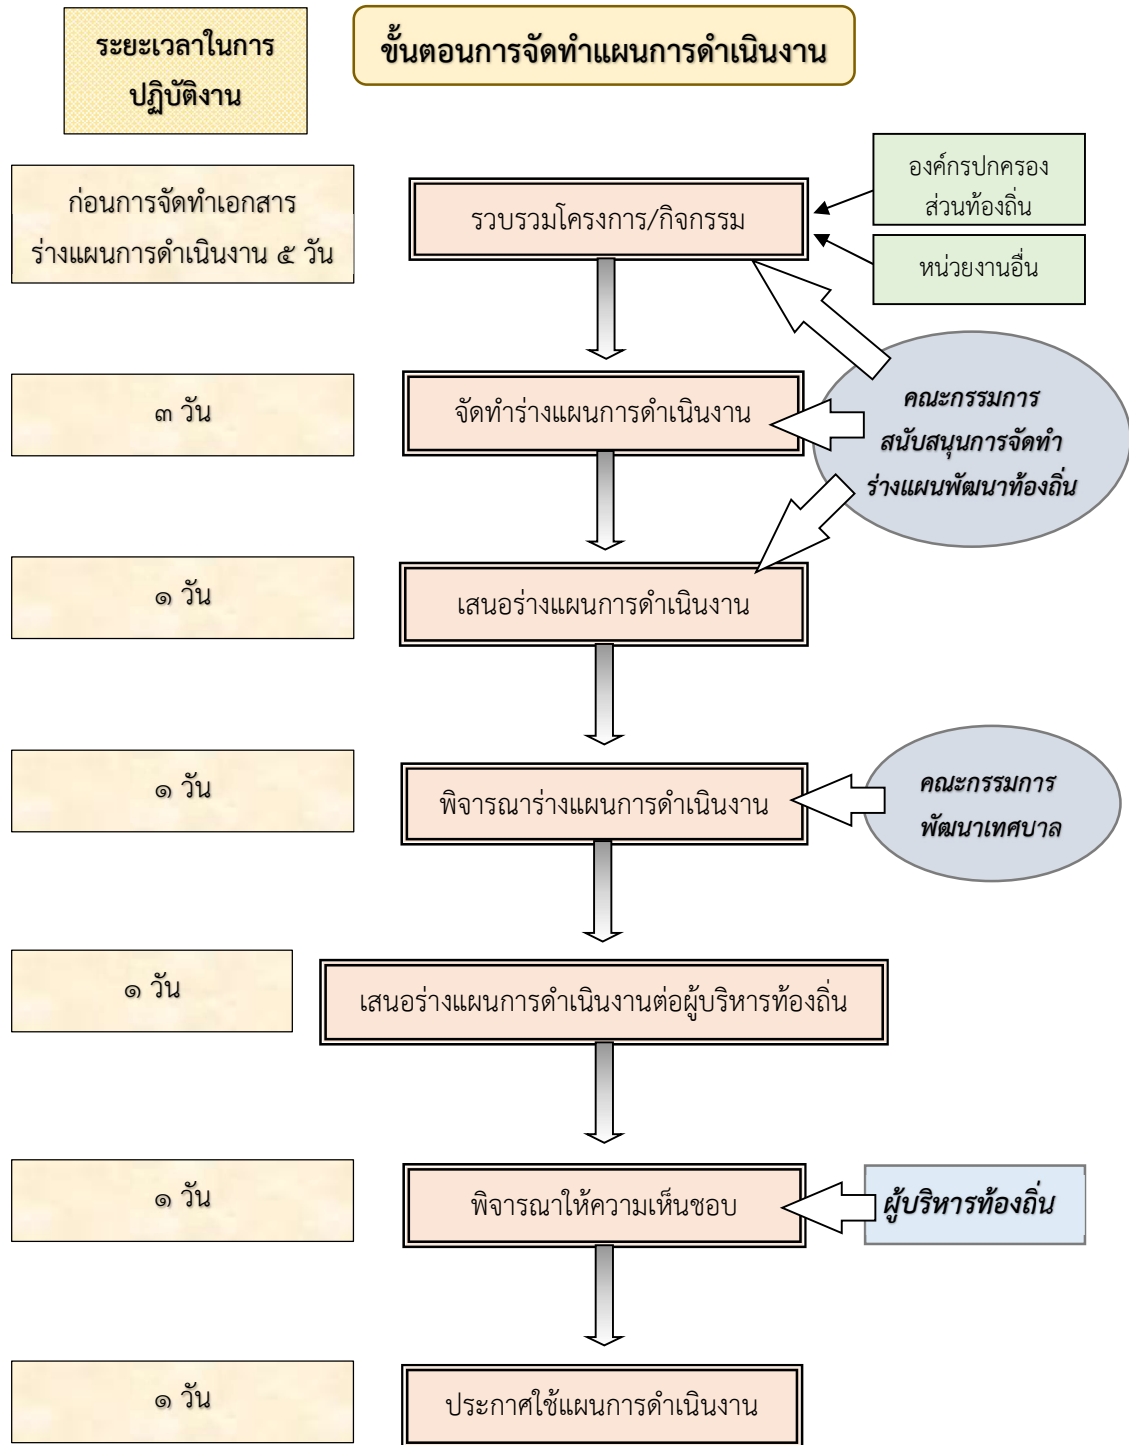 ระยะเวลาในการ
ปฏิบัติงาน
ขั้นตอนการจัดทำแผนการดำเนินงาน
ก่อนการจัดทำเอกสาร
ร่างแผนการดำเนินงาน ๕ วัน
รวบรวมโครงการ/กิจกรรม
องค์กรปกครอง
ส่วนท้องถิ่น
หน่วยงานอื่น
๓ วัน
จัดทำร่างแผนการดำเนินงาน
คณะกรรมการ
สนับสนุนการจัดทำ
ร่างแผนพัฒนาท้องถิ่น
๑ วัน
เสนอร่างแผนการดำเนินงาน
๑ วัน
พิจารณาร่างแผนการดำเนินงาน
คณะกรรมการ
พัฒนาเทศบาล
๑ วัน
เสนอร่างแผนการดำเนินงานต่อผู้บริหารท้องถิ่น
๑ วัน
พิจารณาให้ความเห็นชอบ
ผู้บริหารท้องถิ่น
๑ วัน
ประกาศใช้แผนการดำเนินงาน